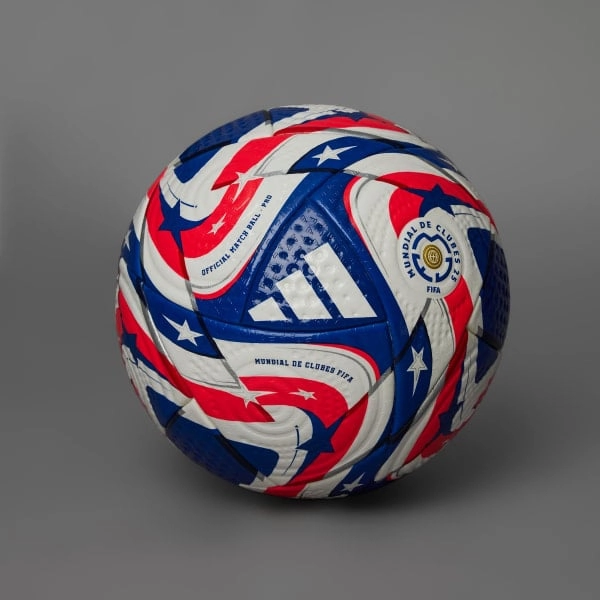 OFFICIAL MATCH BALL · PRO
MUNDIAL DE CLUBES 25
FIFA
MUNDIAL DE CLUBES FIFA